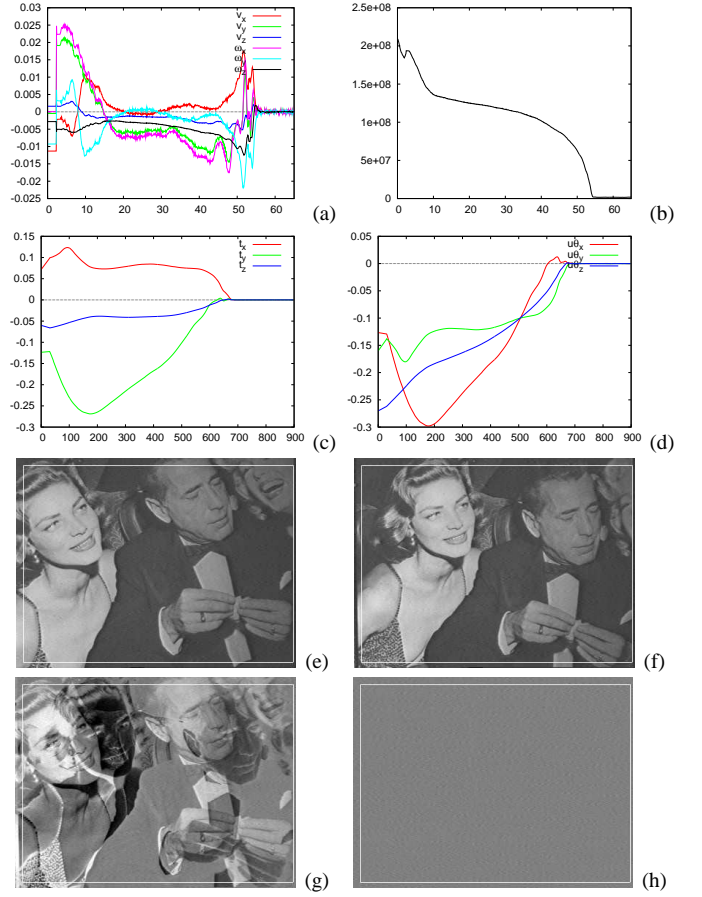 0.03
0.025
0.02
0.015
0.01
0.005
0
-0.005
-0.01
-0.015
-0.02
-0.025
0 10 20 30 40 50 60
v_x
v_y
v_z
ω_x
ω_y
ω_z
(a)
2.5e+08
2e+08
1.5e+08
1e+08
5e+07
0
0 10 20 30 40 50 60
(b)
0.15
0.1
0.05
0
-0.05
-0.1
-0.15
-0.2
-0.25
-0.3
0 100 200 300 400 500 600 700 800 900
t_x
t_y
t_z
(c)
0.05
0
-0.05
-0.1
-0.15
-0.2
-0.25
-0.3
0 100 200 300 400 500 600 700 800 900
uθ_x
uθ_y
uθ_z
(d)
(e)
(f)
(g)
(h)